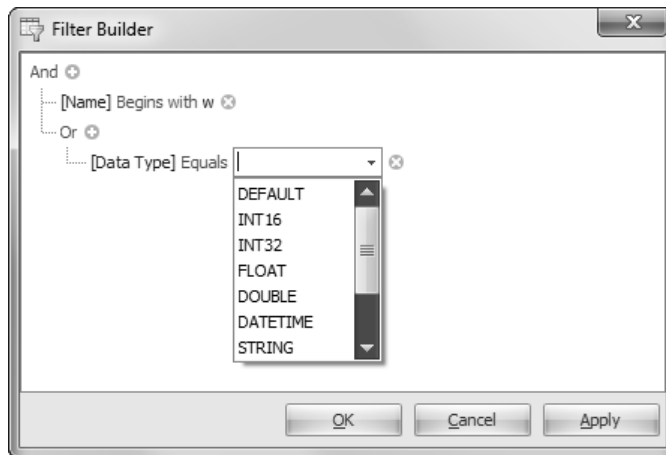 Filter Builder
And
[Name] Begins with w
Or
[Data Type] Equals
DEFAULT
INT16
INT32
FLOAT
DOUBLE
DATETIME
STRING
OK Cancel Apply